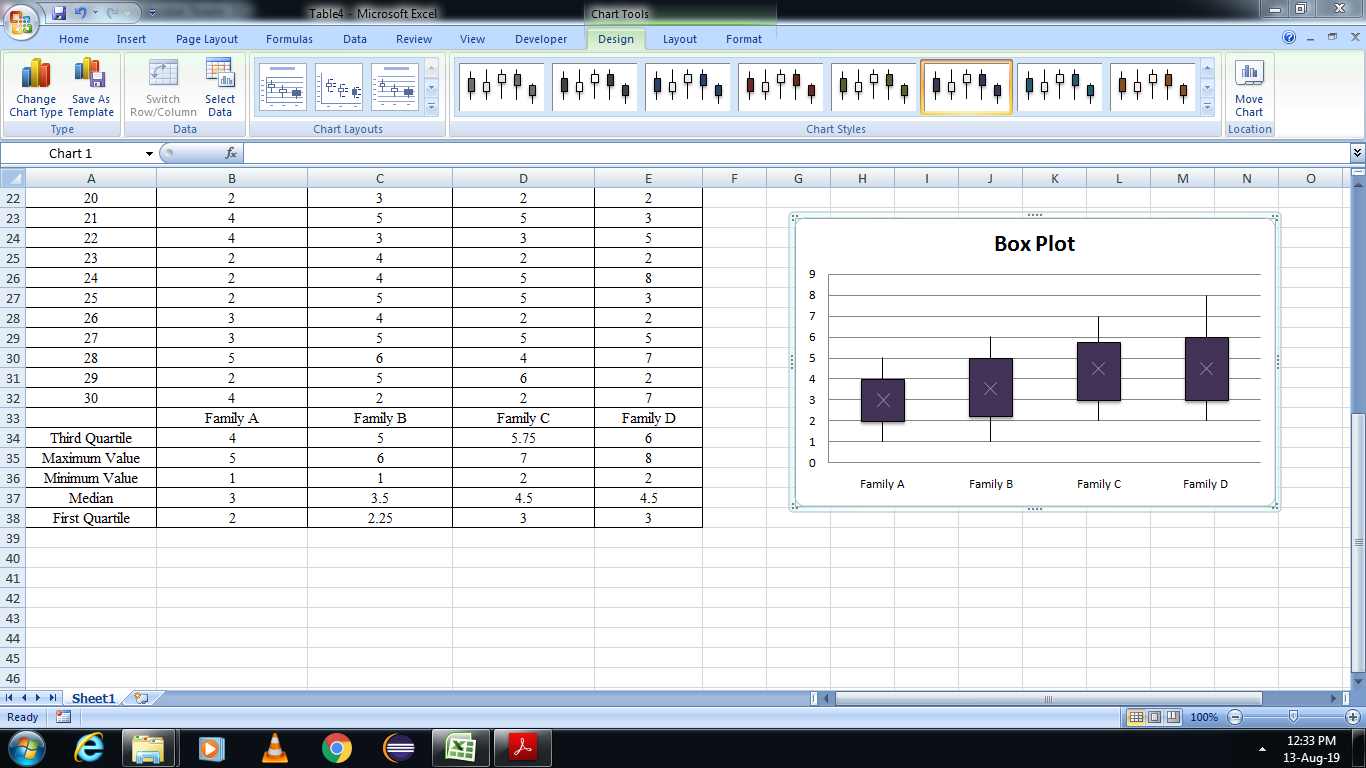 Table4 - Microsoft Excel
Chart Tools
Home Insert Page Layout Formulas Data Review View Developer Design Layout Format
Change Chart Type
Save As Template
Switch Row/Column
Select Data
Move Chart
Type Data Chart Layouts Chart Styles Location
Chart 1 fx
A B C D E F G H I J K L M N O
22 20 2 3 2 2
23 21 4 5 5 3
24 22 4 3 3 5
25 23 2 4 2 2
26 24 2 4 5 8
27 25 2 5 5 3
28 26 3 4 2 2
29 27 3 5 5 5
30 28 5 6 4 7
31 29 2 5 6 2
32 30 4 2 2 7
33 Family A Family B Family C Family D
34 Third Quartile 4 5 5.75 6
35 Maximum Value 5 6 7 8
36 Minimum Value 1 1 2 2
37 Median 3 3.5 4.5 4.5
38 First Quartile 2 2.25 3 3
39
40
41
42
43
44
45
46
Box Plot
9
8
7
6
5
4
3
2
1
0
Family A Family B Family C Family D
Sheet1
Ready 100%
12:33 PM
13-Aug-19